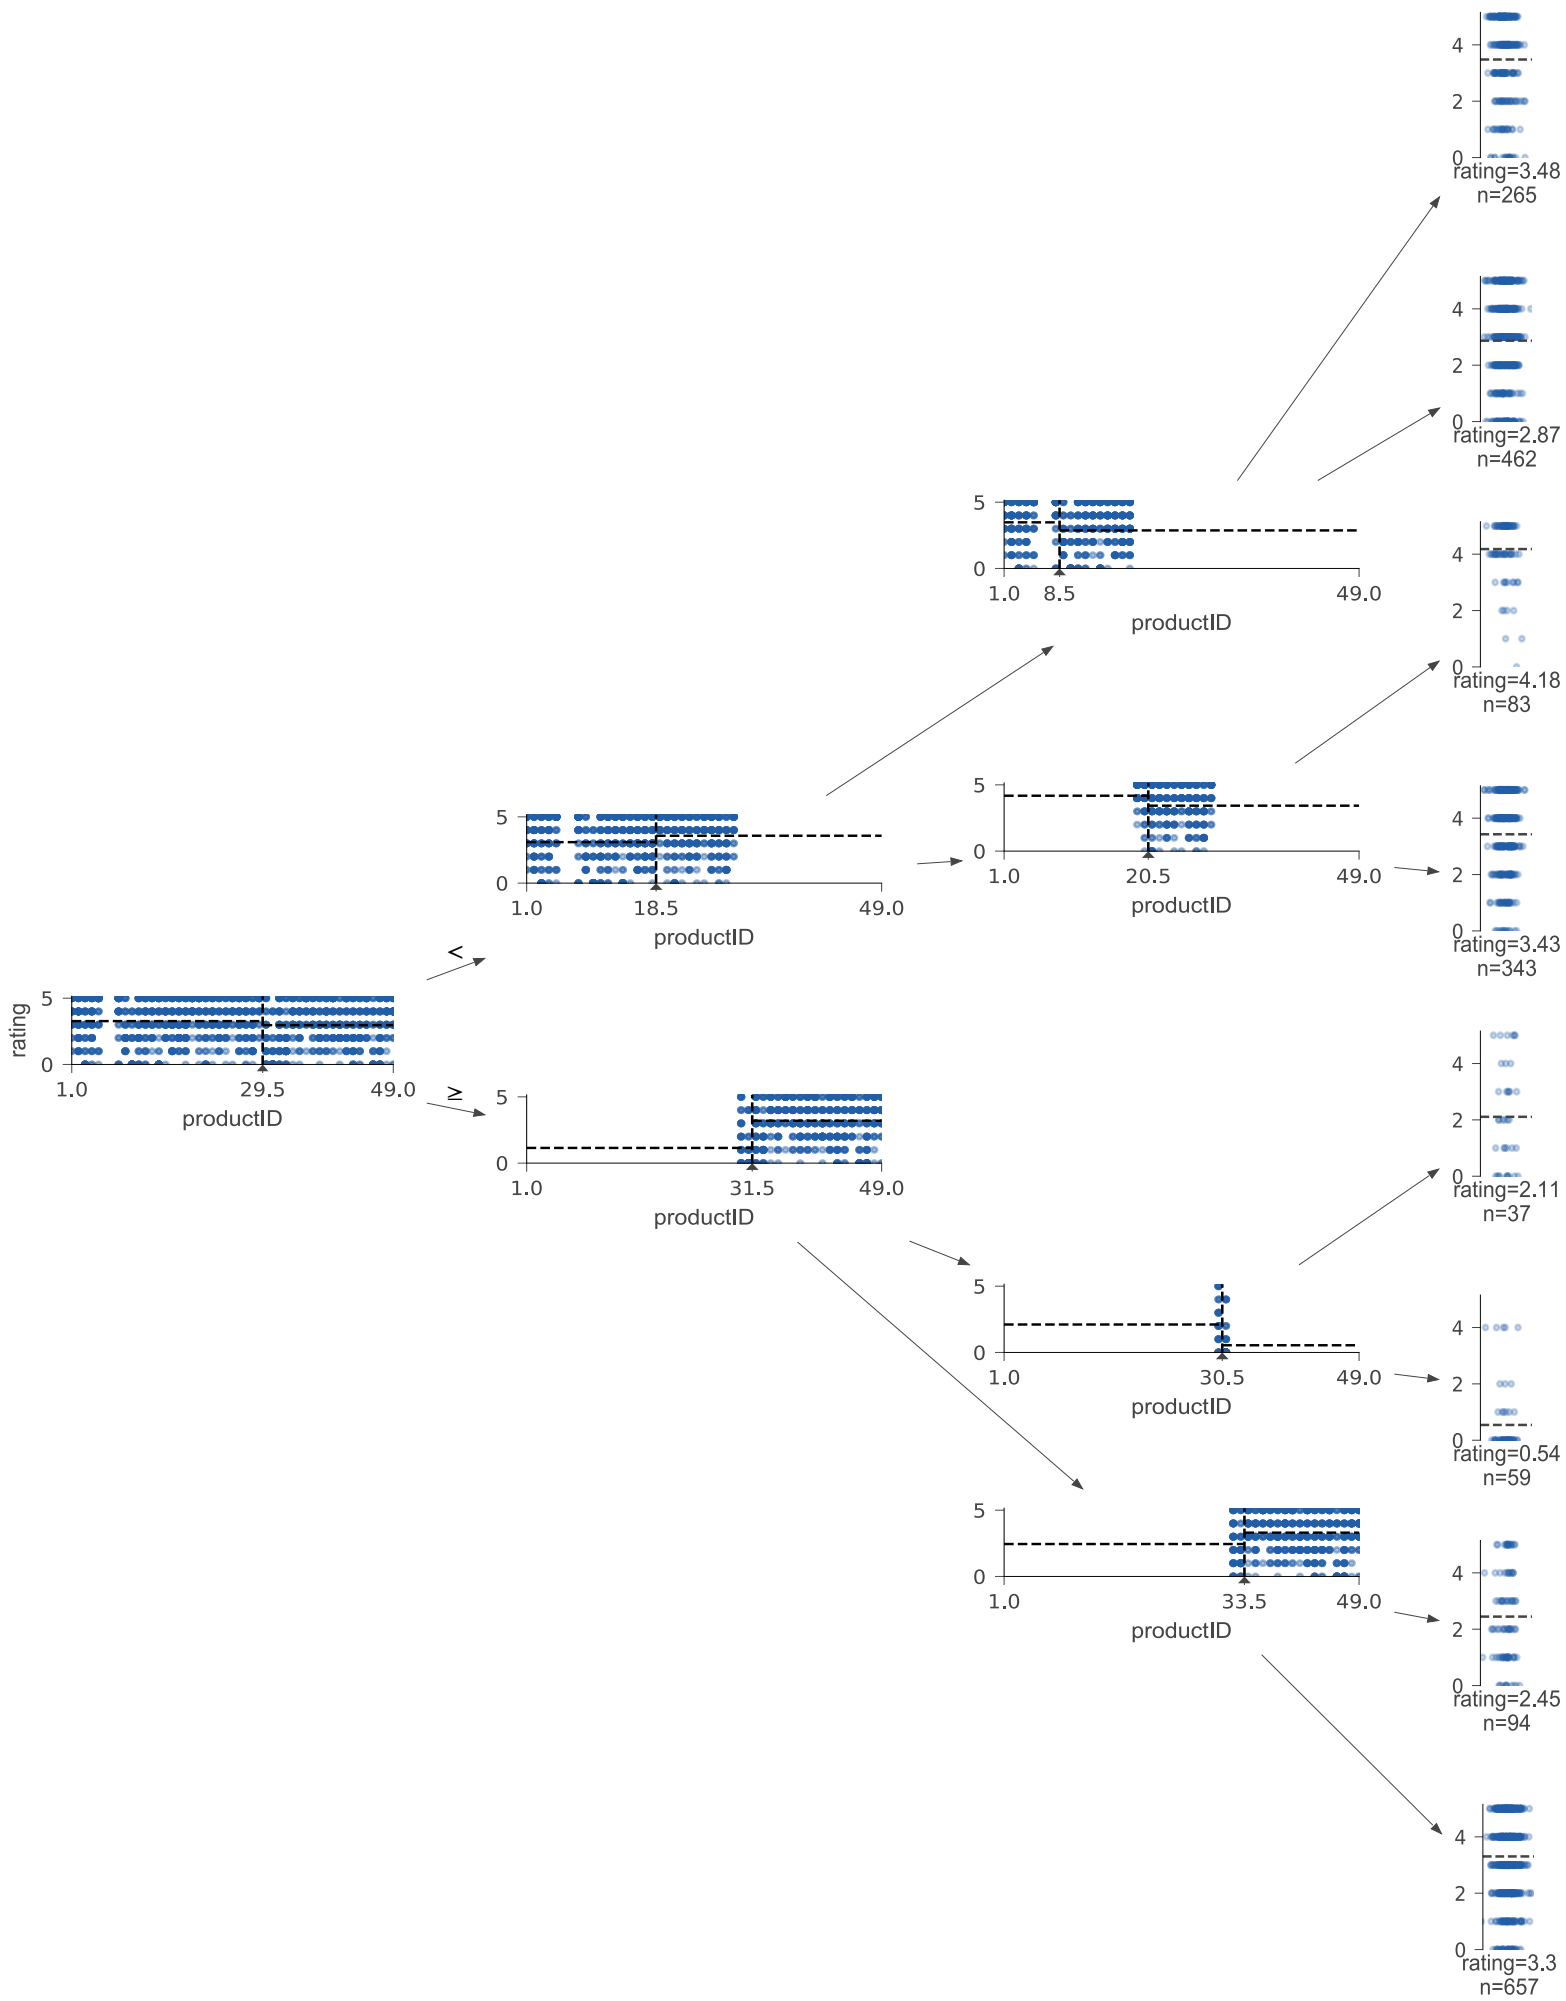 4
2
0
rating=3.48
n=265
4
2
0
rating=2.87
n=462
5
0
1.0 8.5 49.0
productID
4
2
0
rating=4.18
n=83
5
0
1.0 20.5 49.0
productID
5
0
1.0 18.5 49.0
productID
4
2
0
rating=3.43
n=343
<
rating
5
0
1.0 29.5 49.0
productID
≥
5
0
1.0 31.5 49.0
productID
4
2
0
rating=2.11
n=37
5
0
1.0 30.5 49.0
productID
4
2
0
rating=0.54
n=59
5
0
1.0 33.5 49.0
productID
4
2
0
rating=2.45
n=94
4
2
0
rating=3.3
n=657